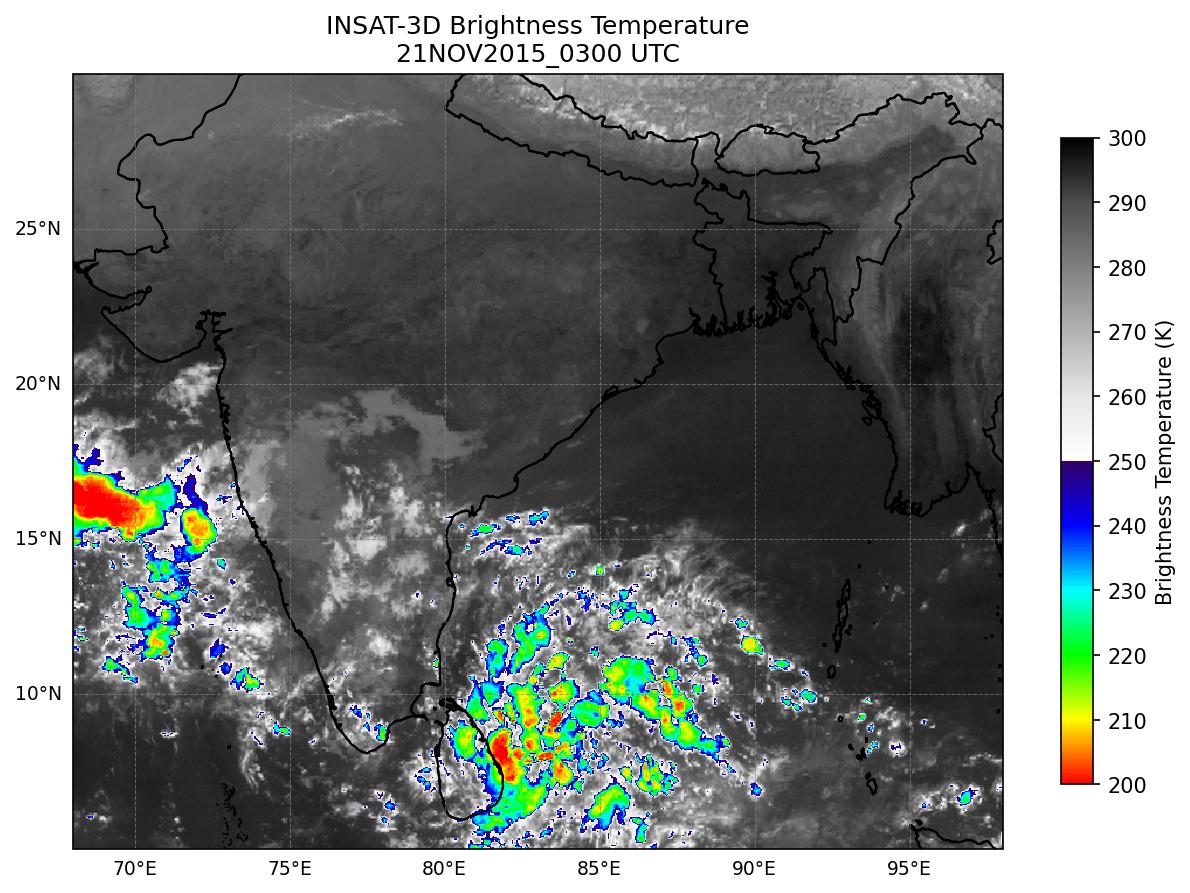 INSAT-3D Brightness Temperature
21NOV2015_0300 UTC
25°N
20°N
15°N
10°N
70°E
75°E
80°E
85°E
90°E
95°E
300
290
280
270
260
250
240
230
220
210
200
Brightness Temperature (K)